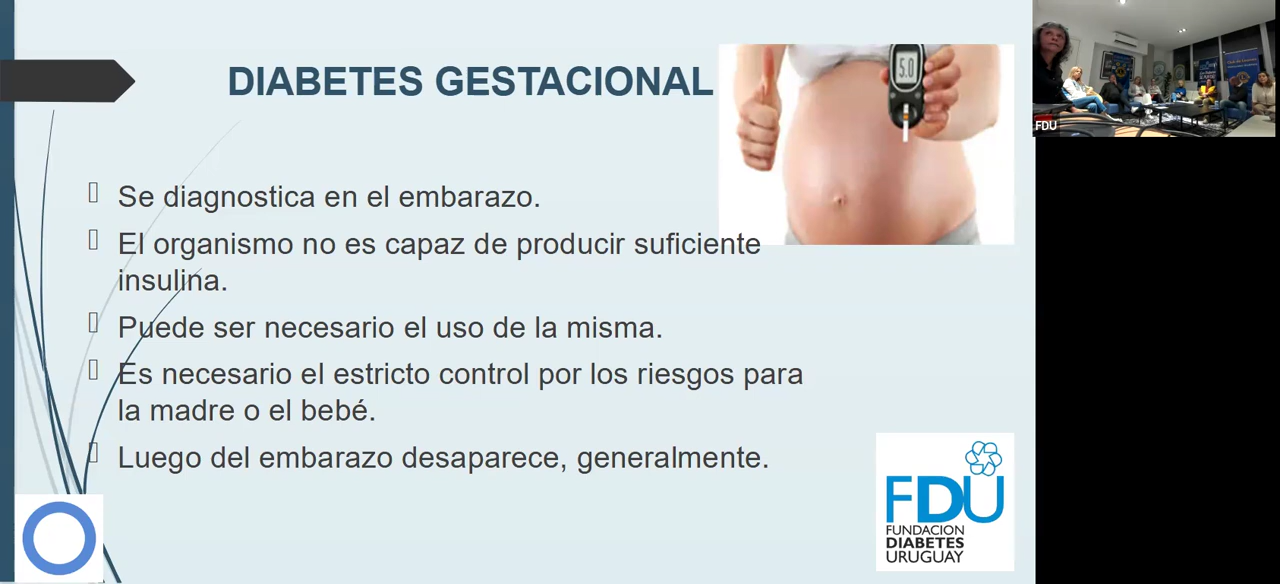 DIABETES GESTACIONAL
5.0
Se diagnostica en el embarazo.
El organismo no es capaz de producir suficiente
insulina.
Puede ser necesario el uso de la misma.
Es necesario el estricto control por los riesgos para
la madre o el bebé.
Luego del embarazo desaparece, generalmente.
FDU
FUNDACION
DIABETES
URUGUAY
FDU